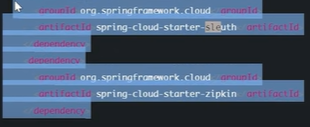 groupId org.springframework.cloud groupId
artifactId spring-cloud-starter-sleuth artifactId
dependency
dependency
groupId org.springframework.cloud groupId
artifactId spring-cloud-starter-zipkin artifactId
dependency